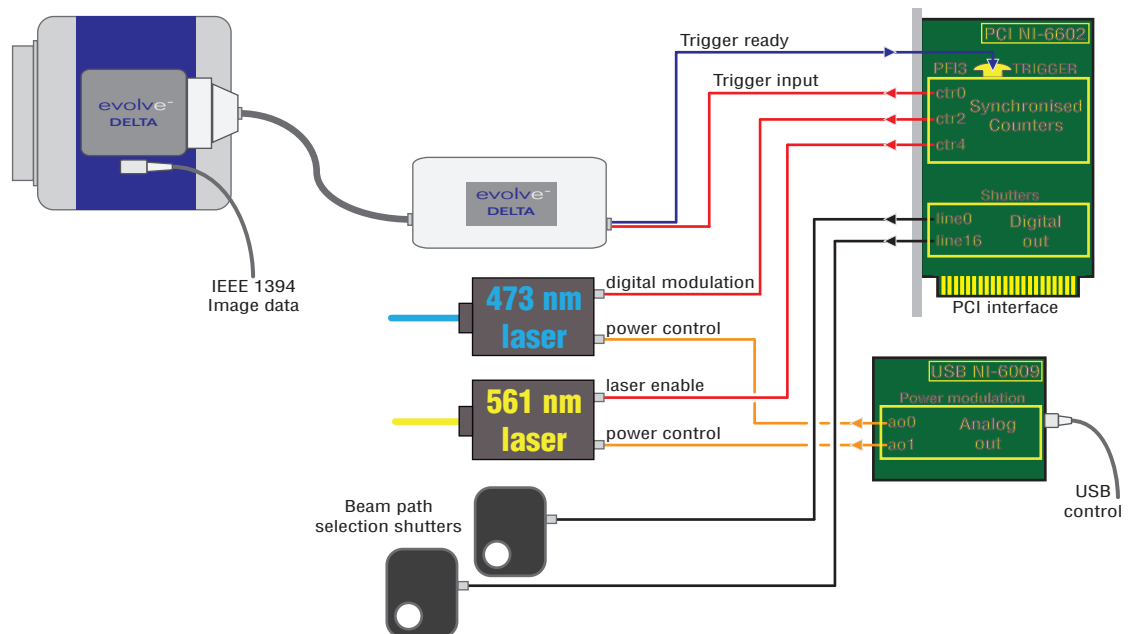 Trigger ready
Trigger input
PCI NI-6602
PFI3
TRIGGER
ctr0
ctr2
ctr4
Synchronised
Counters
Shutters
line0
line16
Digital
out
PCI interface
evolve
DELTA
evolve
DELTA
IEEE 1394
Image data
473 nm
laser
digital modulation
power control
561 nm
laser
laser enable
power control
USB NI-6009
Power modulation
ao0
ao1
Analog
out
USB
control
Beam path
selection shutters